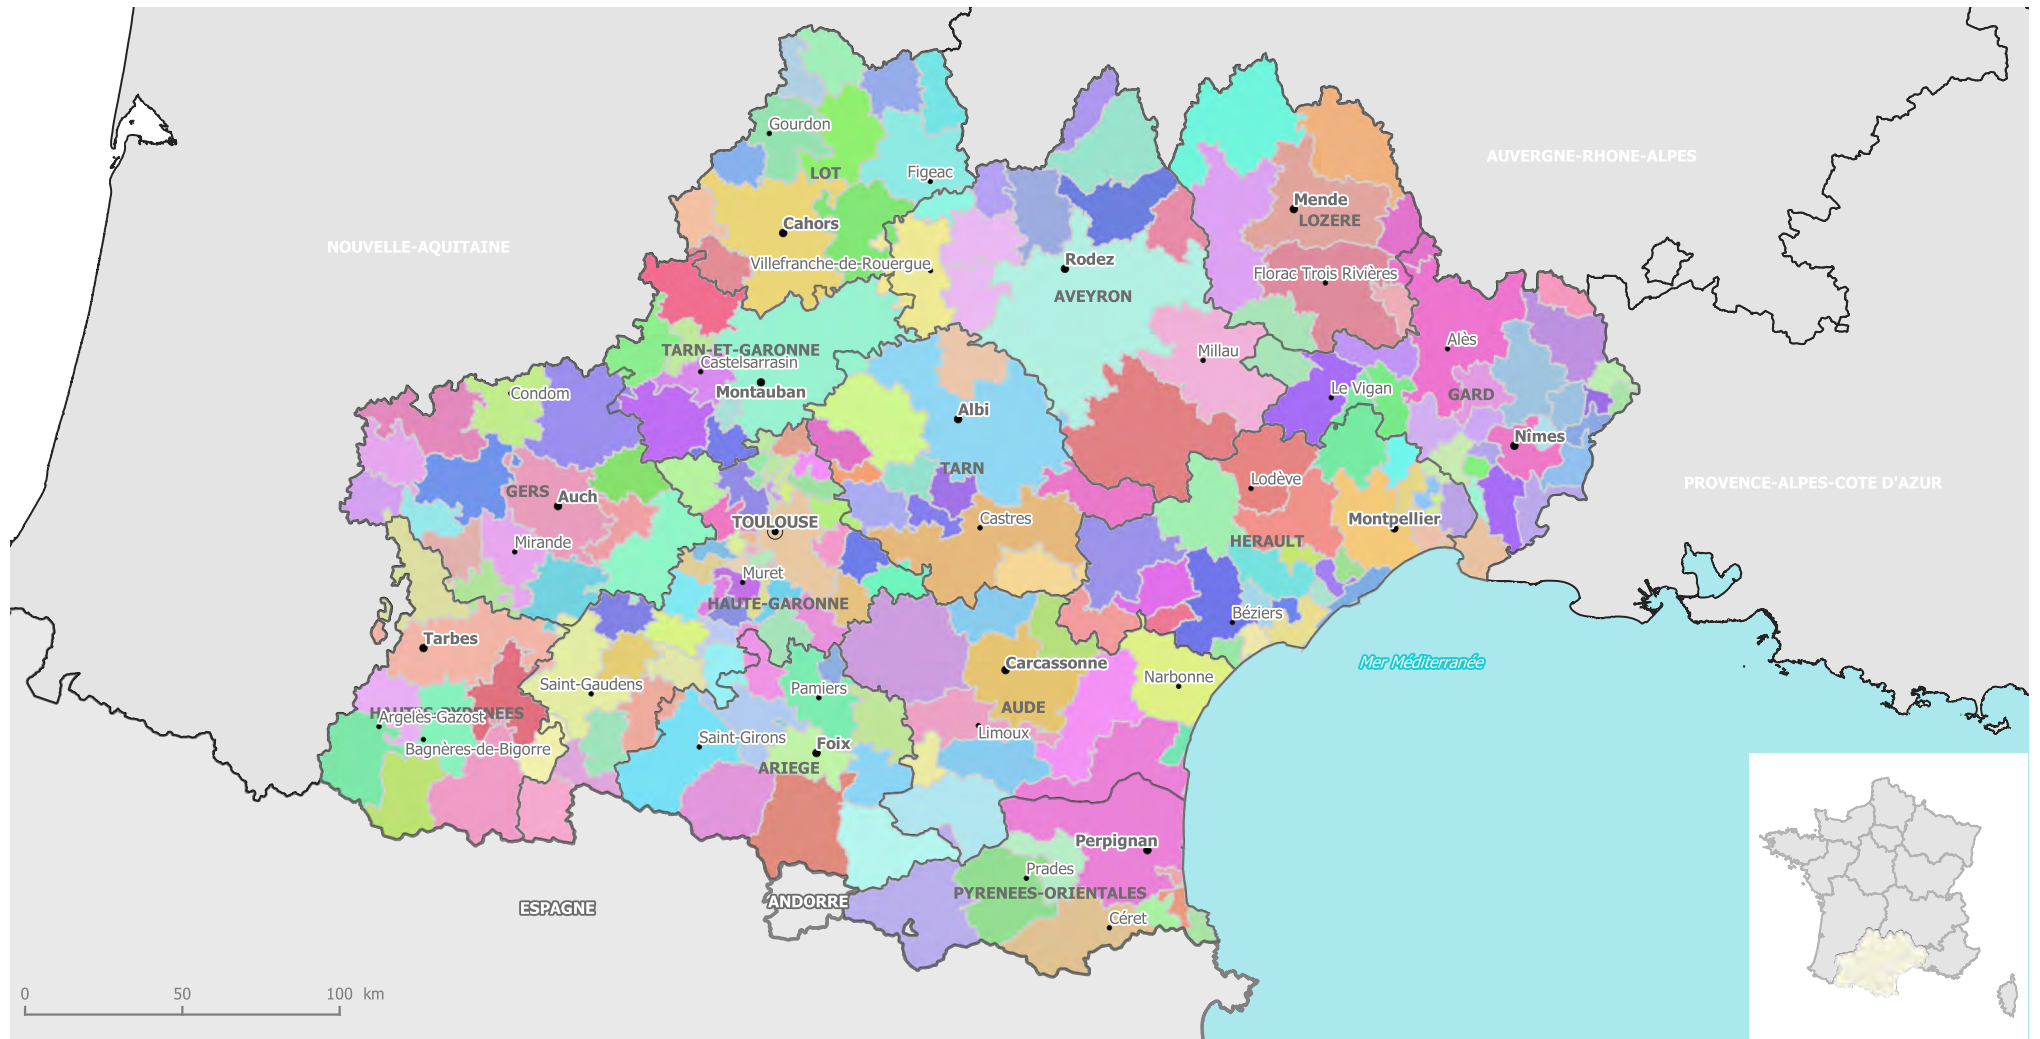 Gourdon
AUVERGNE-RHONE-ALPES
LOT
Figeac
Mende
LOZERE
Cahors
NOUVELLE-AQUITAINE
Villefranche-de-Rouergue
Rodez
Florac Trois Rivières
AVEYRON
TARN-ET-GARONNE
Castelsarrasin
Millau
Alès
Condom
Montauban
Le Vigan
GARD
Albi
Nîmes
TARN
GERS
Auch
Lodève
PROVENCE-ALPES-COTE D'AZUR
TOULOUSE
Castres
Montpellier
Mirande
HERAULT
Muret
HAUTE-GARONNE
Béziers
Tarbes
Carcassonne
Mer Méditerranée
Saint-Gaudens
Pamiers
Narbonne
HAUTES-PYRENEES
Argelès-Gazost
AUDE
Limoux
Bagnères-de-Bigorre
Saint-Girons
Foix
ARIEGE
Perpignan
Prades
PYRENEES-ORIENTALES
ESPAGNE
ANDORRE
Céret
0 50 100 km